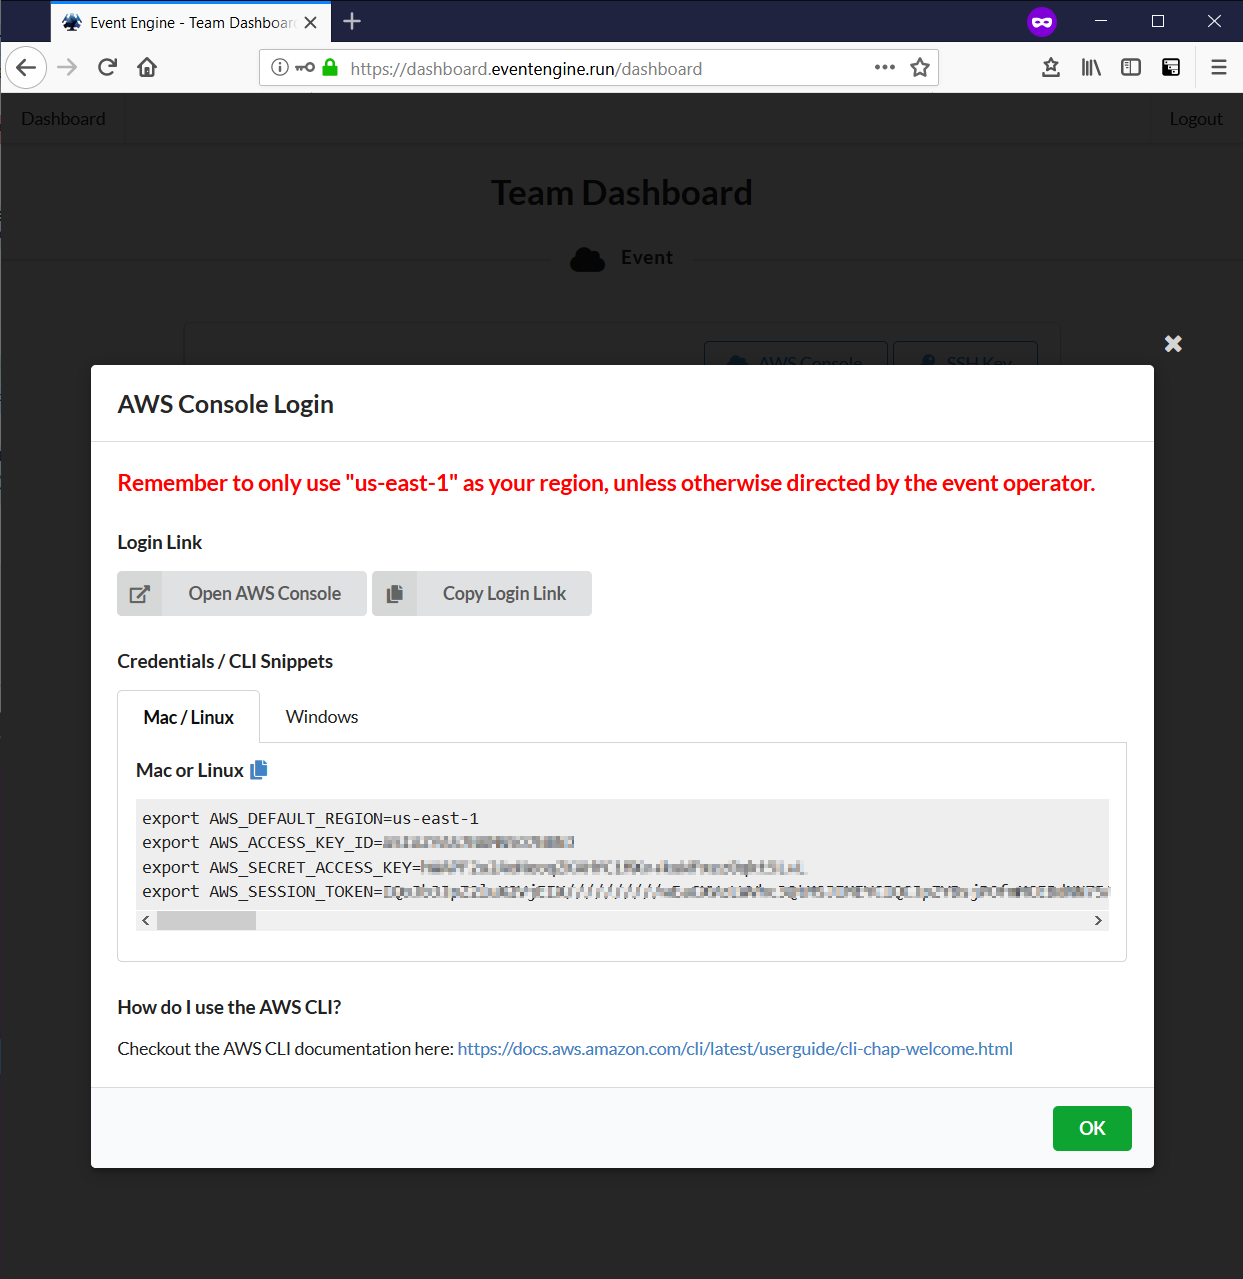 Event Engine - Team Dashboar
https://dashboard.eventengine.run/dashboard
Dashboard
Logout
Team Dashboard
Event
AWS Console
SSH Key
AWS Console Login
Remember to only use "us-east-1" as your region, unless otherwise directed by the event operator.
Login Link
Open AWS Console
Copy Login Link
Credentials / CLI Snippets
Mac / Linux
Windows
Mac or Linux
export AWS_DEFAULT_REGION=us-east-1
export AWS_ACCESS_KEY_ID=
export AWS_SECRET_ACCESS_KEY=
export AWS_SESSION_TOKEN=
How do I use the AWS CLI?
Checkout the AWS CLI documentation here: https://docs.aws.amazon.com/cli/latest/userguide/cli-chap-welcome.html
OK